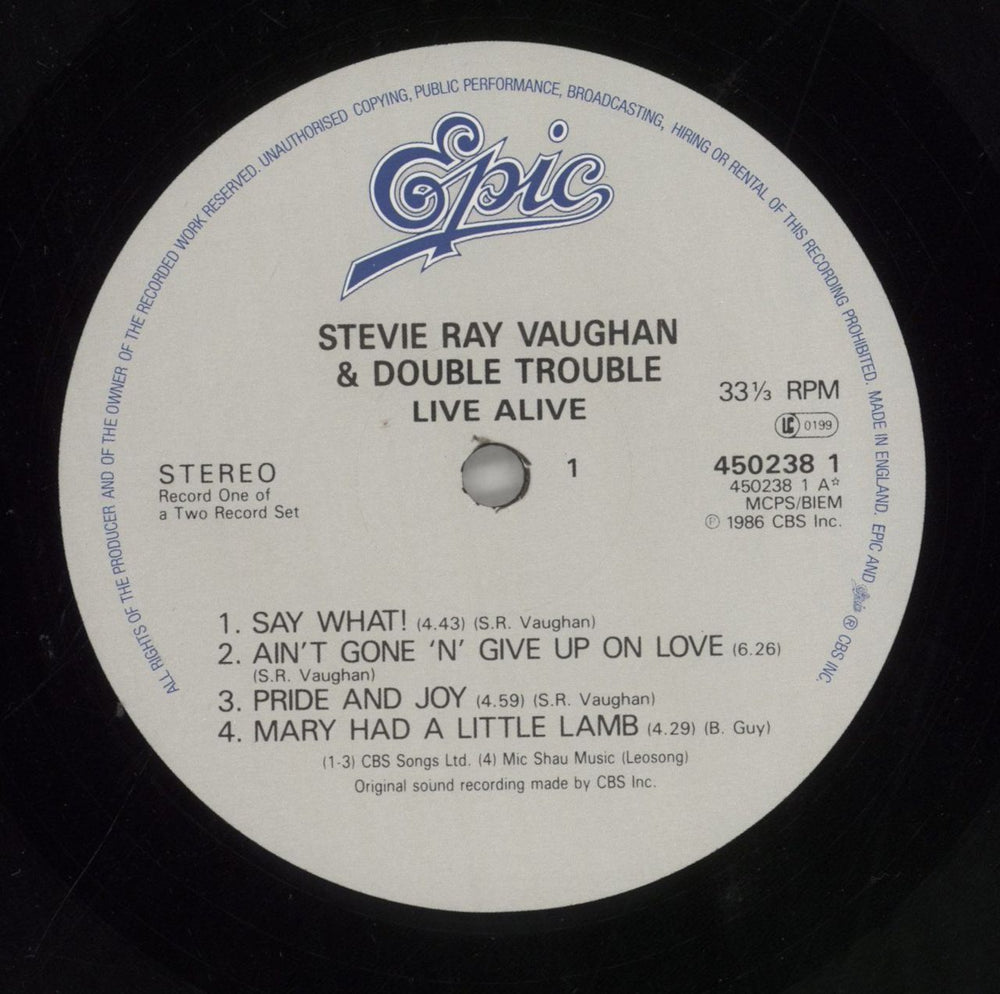 ALL RIGHTS OF THE PRODUCER AND OF THE OWNER OF THE RECORDED WORK RESERVED. UNAUTHORISED COPYING, PUBLIC PERFORMANCE, BROADCASTING, HIRING OR RENTAL OF THIS RECORDING PROHIBITED. MADE IN ENGLAND. EPIC AND Epic ® CBS INC.
Epic
STEVIE RAY VAUGHAN
& DOUBLE TROUBLE
LIVE ALIVE
33⅓ RPM
LC 0199
STEREO
Record One of
a Two Record Set
1
450238 1
450238 1 A☆
MCPS/BIEM
℗ 1986 CBS Inc.
1. SAY WHAT! (4.43) (S.R. Vaughan)
2. AIN'T GONE 'N' GIVE UP ON LOVE (6.26)
(S.R. Vaughan)
3. PRIDE AND JOY (4.59) (S.R. Vaughan)
4. MARY HAD A LITTLE LAMB (4.29) (B. Guy)
(1-3) CBS Songs Ltd. (4) Mic Shau Music (Leosong)
Original sound recording made by CBS Inc.